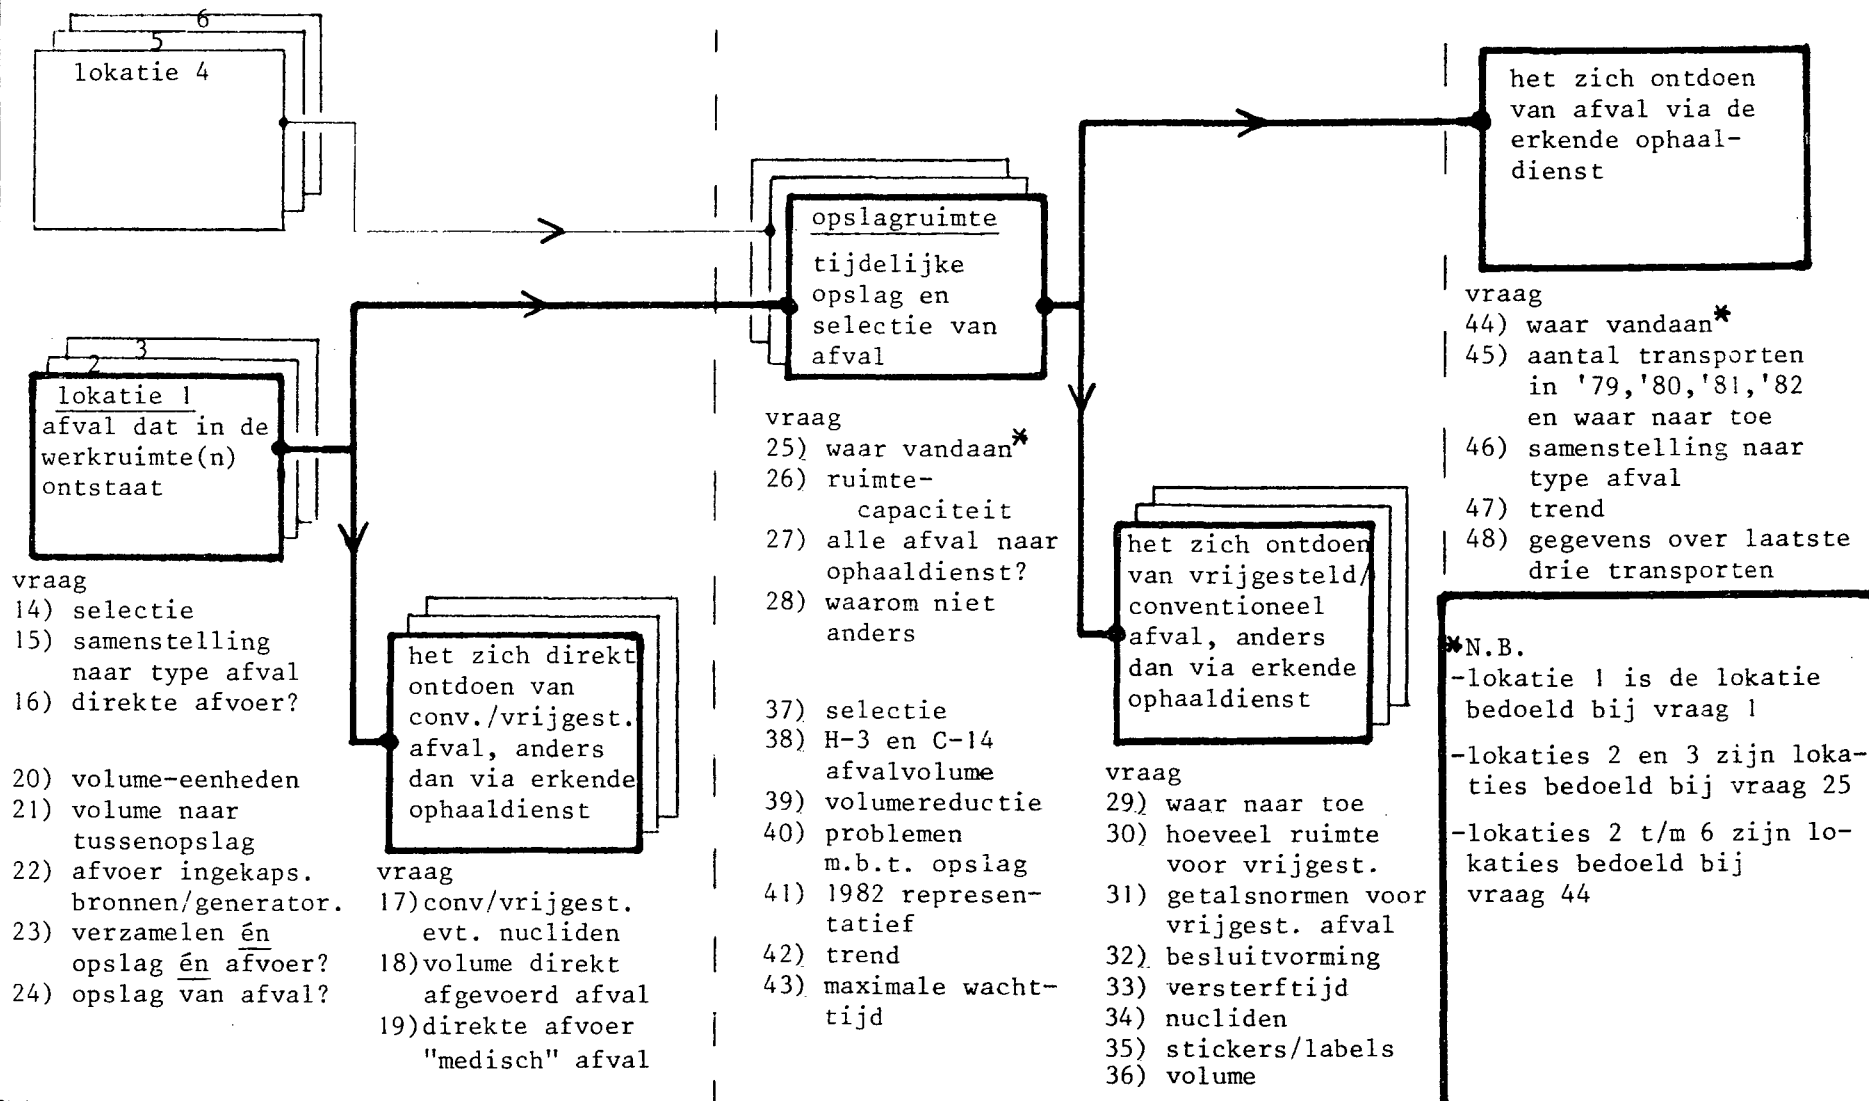 6
5
lokatie 4
3
2
lokatie 1
afval dat in de
werkruimte(n)
ontstaat
vraag
14) selectie
15) samenstelling
naar type afval
16) direkte afvoer?
20) volume-eenheden
21) volume naar
tussenopslag
22) afvoer ingekaps.
bronnen/generator.
23) verzamelen én
opslag én afvoer?
24) opslag van afval?
het zich direkt
ontdoen van
conv./vrijgest.
afval, anders
dan via erkende
ophaaldienst
vraag
17)conv/vrijgest.
evt. nucliden
18)volume direkt
afgevoerd afval
19)direkte afvoer
"medisch" afval
opslagruimte
tijdelijke
opslag en
selectie van
afval
vraag
25) waar vandaan*
26) ruimte-
capaciteit
27) alle afval naar
ophaaldienst?
28) waarom niet
anders
37) selectie
38) H-3 en C-14
afvalvolume
39) volumereductie
40) problemen
m.b.t. opslag
41) 1982 represen-
tatief
42) trend
43) maximale wacht-
tijd
het zich ontdoen
van vrijgesteld/
conventioneel
afval, anders
dan via erkende
ophaaldienst
vraag
29) waar naar toe
30) hoeveel ruimte
voor vrijgest.
31) getalsnormen voor
vrijgest. afval
32) besluitvorming
33) versterftijd
34) nucliden
35) stickers/labels
36) volume
het zich ontdoen
van afval via de
erkende ophaal-
dienst
vraag
44) waar vandaan*
45) aantal transporten
in '79,'80,'81,'82
en waar naar toe
46) samenstelling naar
type afval
47) trend
48) gegevens over laatste
drie transporten
*N.B.
-lokatie 1 is de lokatie
bedoeld bij vraag 1
-lokaties 2 en 3 zijn loka-
ties bedoeld bij vraag 25
-lokaties 2 t/m 6 zijn lo-
katies bedoeld bij
vraag 44